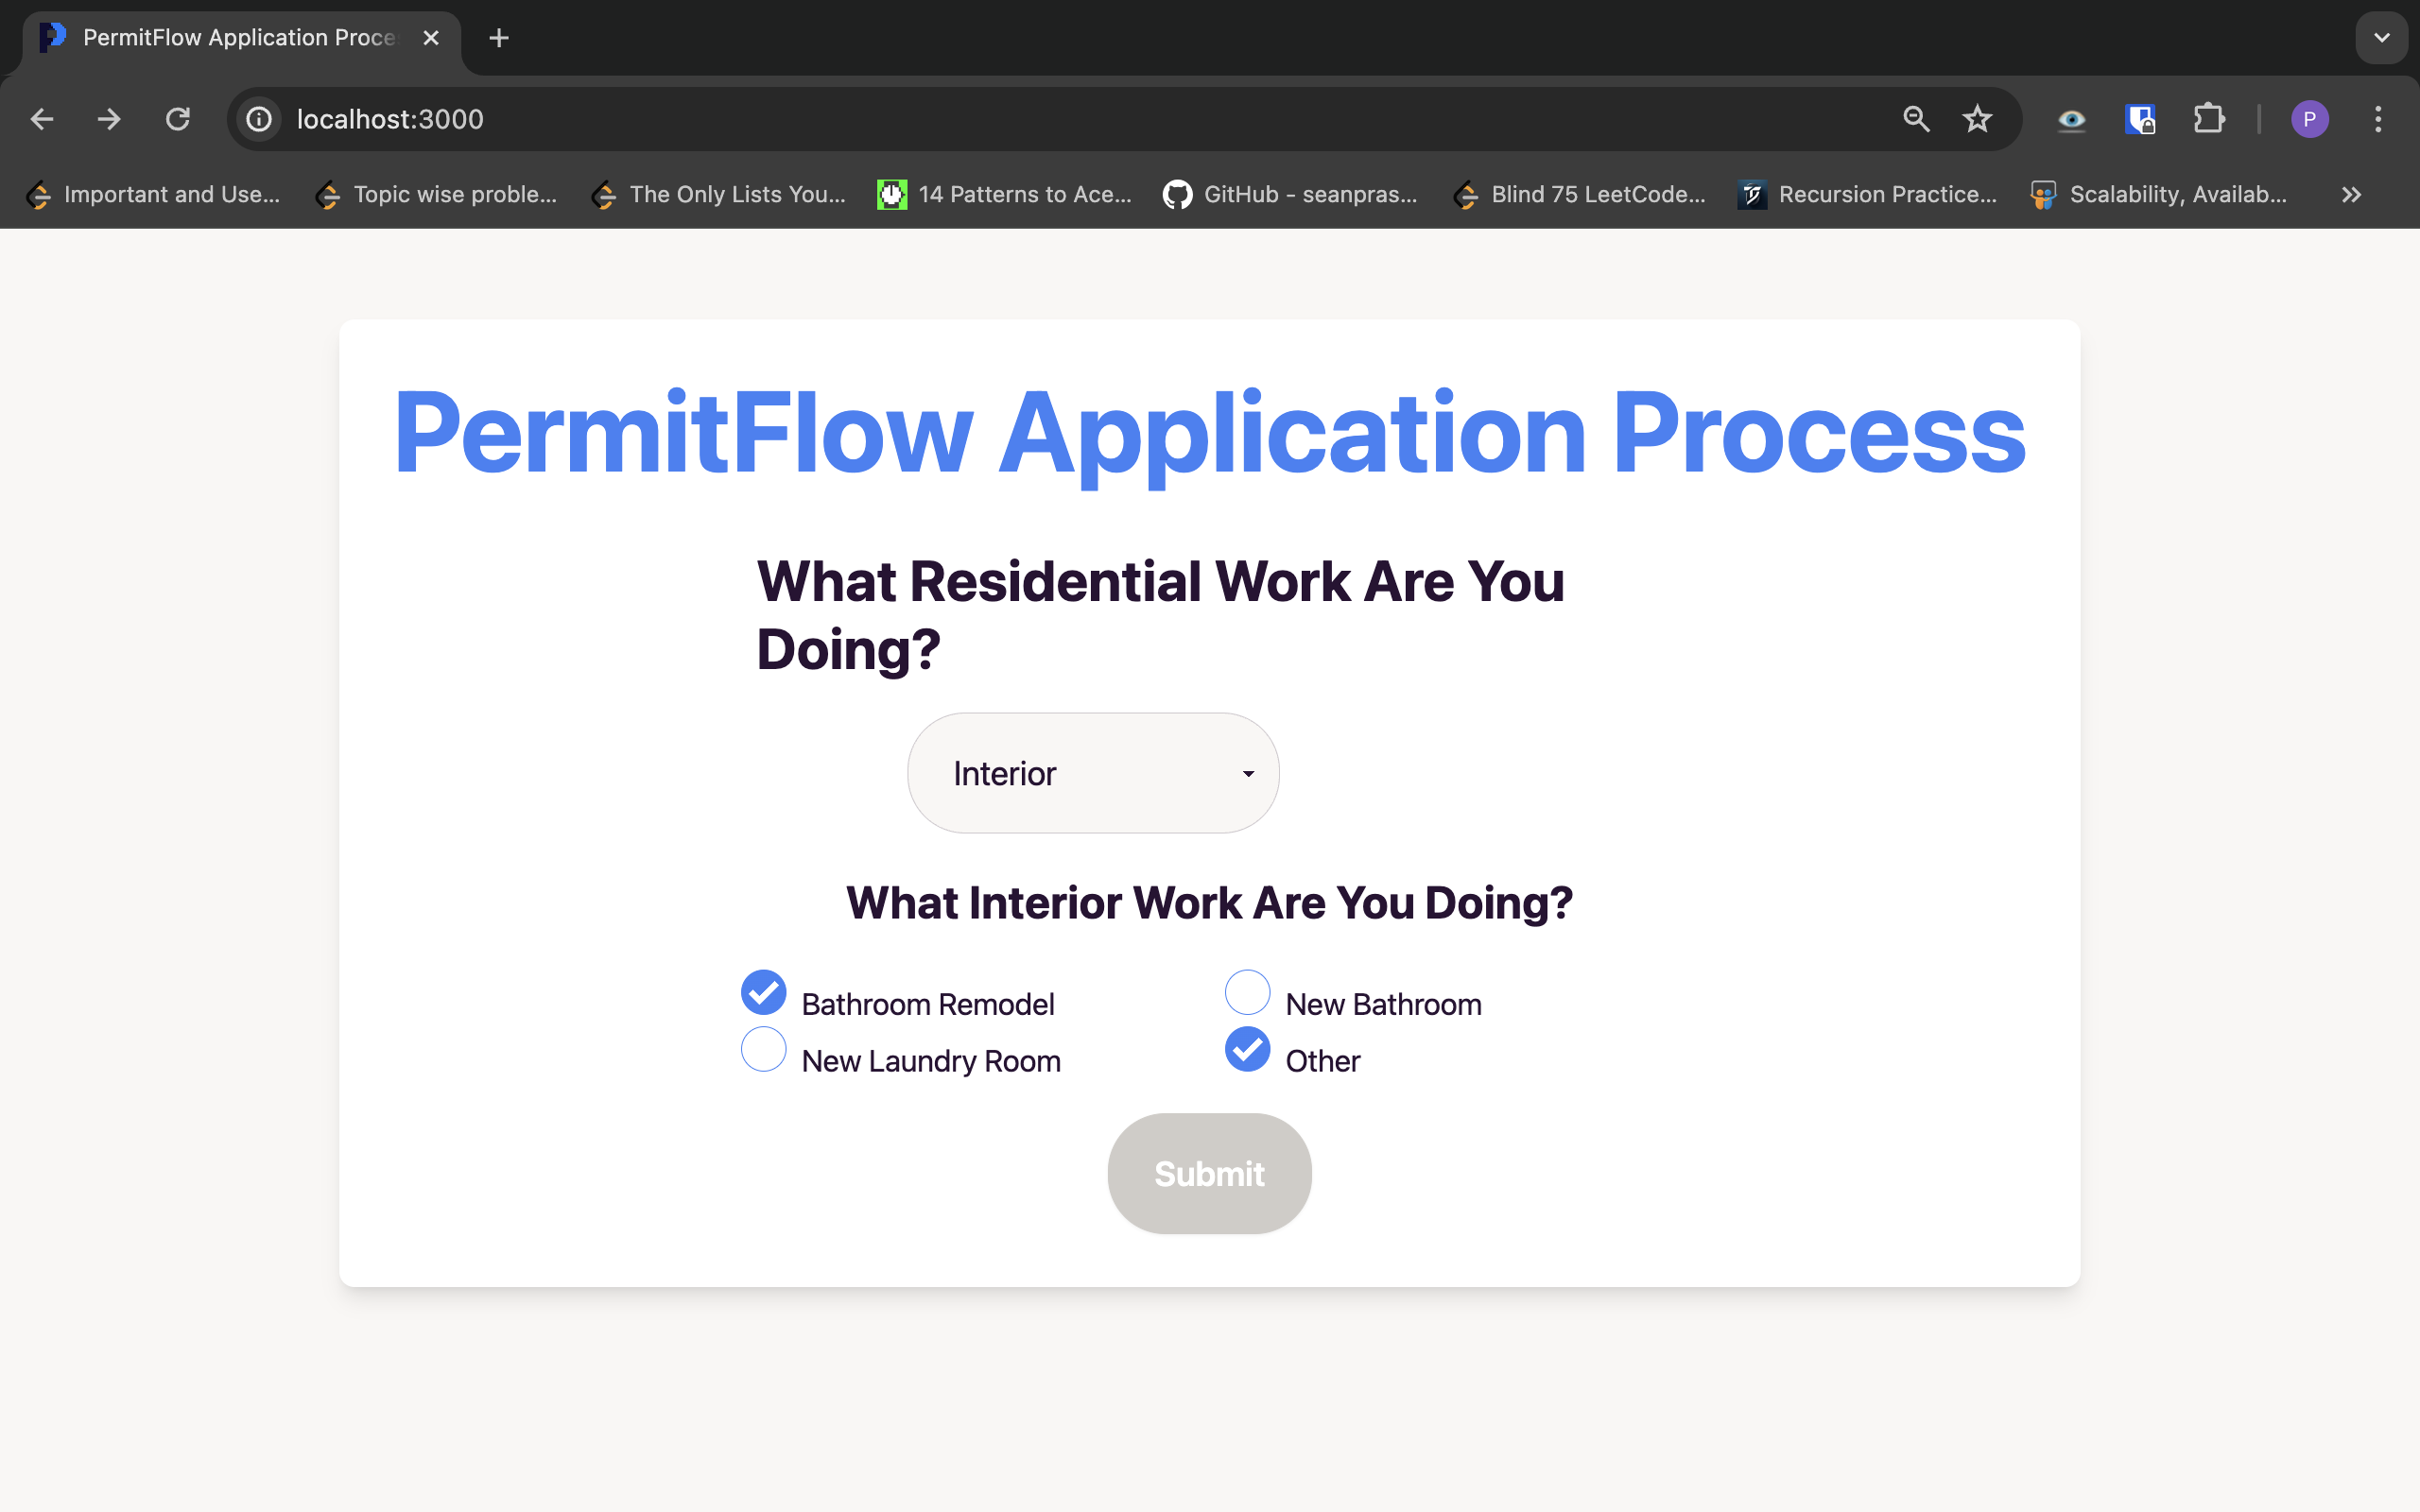 PermitFlow Application Proce
localhost:3000
P
Important and Use...
Topic wise proble...
The Only Lists You...
14 Patterns to Ace...
GitHub - seanpras...
Blind 75 LeetCode...
Recursion Practice...
Scalability, Availab...
PermitFlow Application Process
What Residential Work Are You
Doing?
Interior
What Interior Work Are You Doing?
Bathroom Remodel
New Bathroom
New Laundry Room
Other
Submit